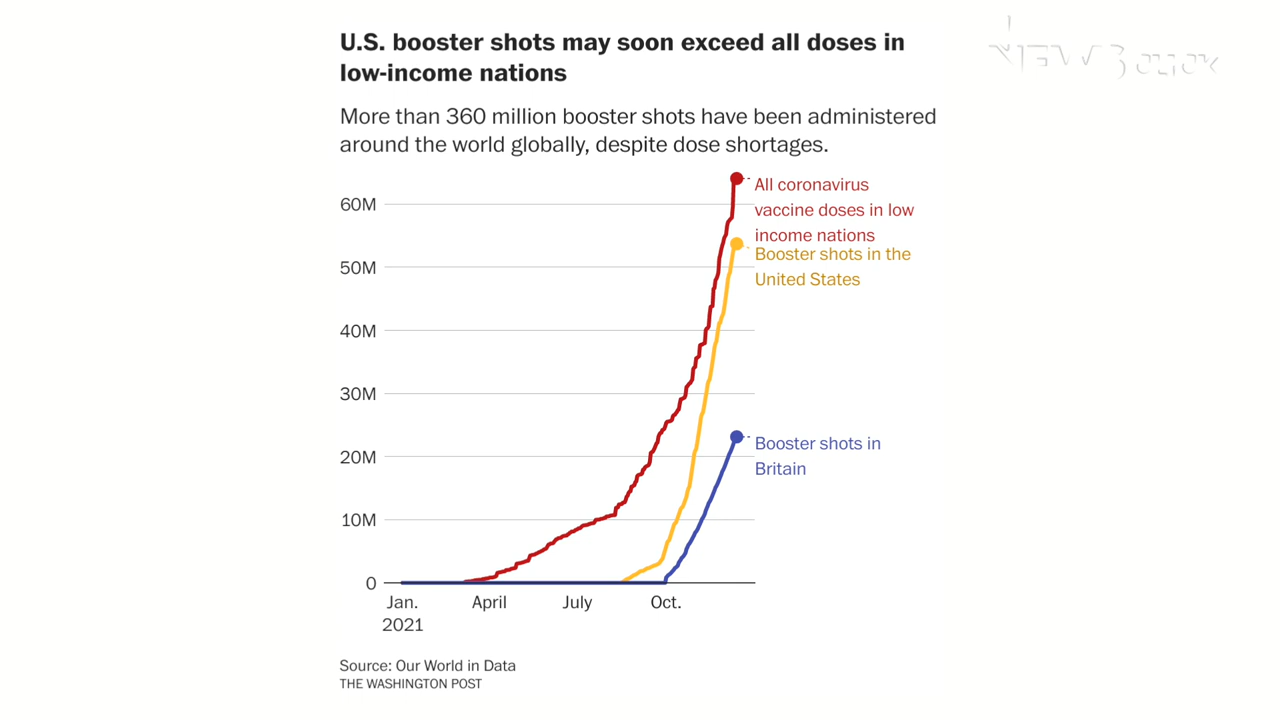 U.S. booster shots may soon exceed all doses in
low-income nations
More than 360 million booster shots have been administered
around the world globally, despite dose shortages.
60M
50M
40M
30M
20M
10M
0
All coronavirus
vaccine doses in low
income nations
Booster shots in the
United States
Booster shots in
Britain
Jan.
2021
April
July
Oct.
Source: Our World in Data
THE WASHINGTON POST